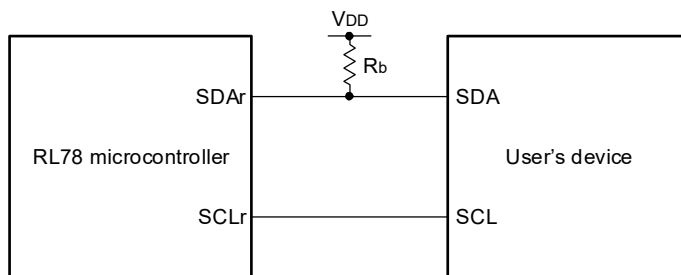 VDD
Rb
SDAr
SDA
RL78 microcontroller
User's device
SCLr
SCL